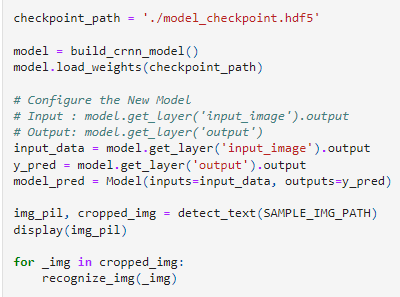 checkpoint_path = './model_checkpoint.hdf5'
model = build_crnn_model()
model.load_weights(checkpoint_path)
# Configure the New Model
# Input : model.get_layer('input_image').output
# Output: model.get_layer('output')
input_data = model.get_layer('input_image').output
y_pred = model.get_layer('output').output
model_pred = Model(inputs=input_data, outputs=y_pred)
img_pil, cropped_img = detect_text(SAMPLE_IMG_PATH)
display(img_pil)
for _img in cropped_img:
    recognize_img(_img)